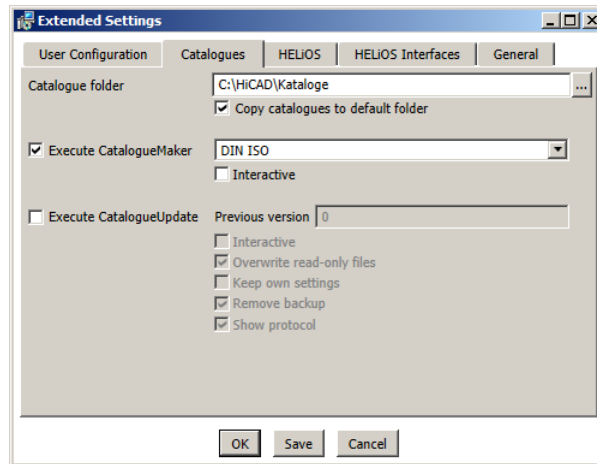 Extended Settings
User Configuration Catalogues HELiOS HELiOS Interfaces General
Catalogue folder C:\HiCAD\Kataloge ...
Copy catalogues to default folder
Execute CatalogueMaker DIN ISO
Interactive
Execute CatalogueUpdate Previous version 0
Interactive
Overwrite read-only files
Keep own settings
Remove backup
Show protocol
OK Save Cancel